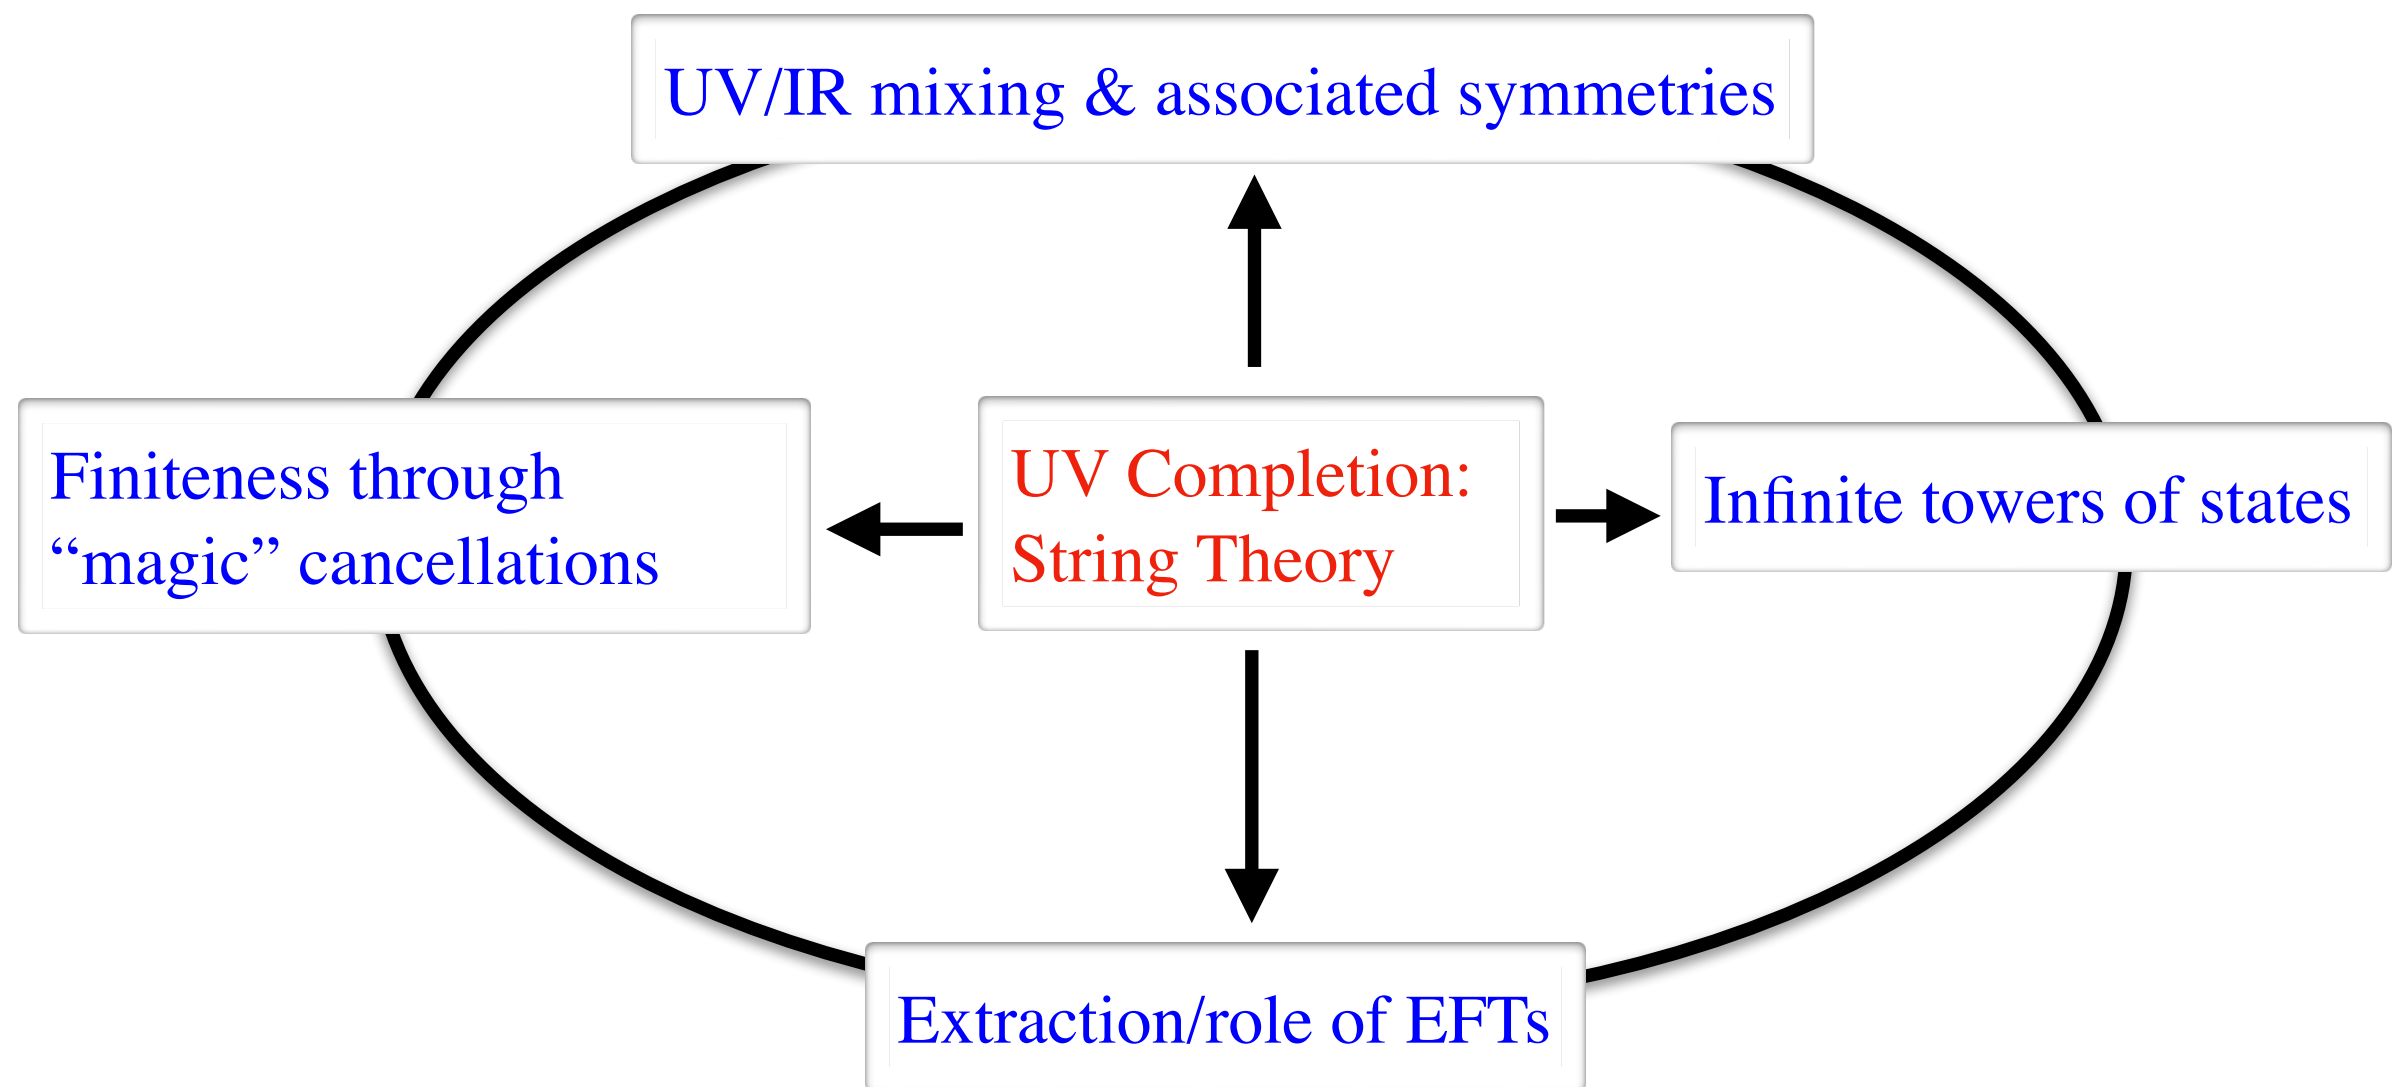 UV/IR mixing & associated symmetries
Finiteness through
“magic” cancellations
UV Completion:
String Theory
Infinite towers of states
Extraction/role of EFTs